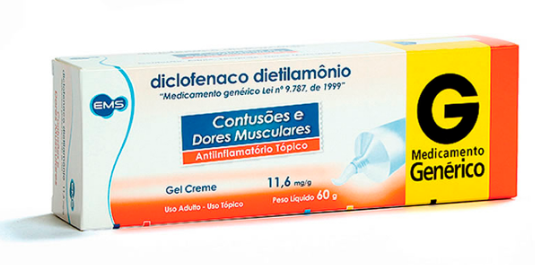 EMS
diclofenaco dietilamônio
"Medicamento genérico Lei nº 9.787, de 1999"
Contusões e
Dores Musculares
Antiinflamatório Tópico
Gel Creme 11,6 mg/g
Uso Adulto - Uso Tópico Peso Líquido 60 g
G
Medicamento
Genérico
EMS